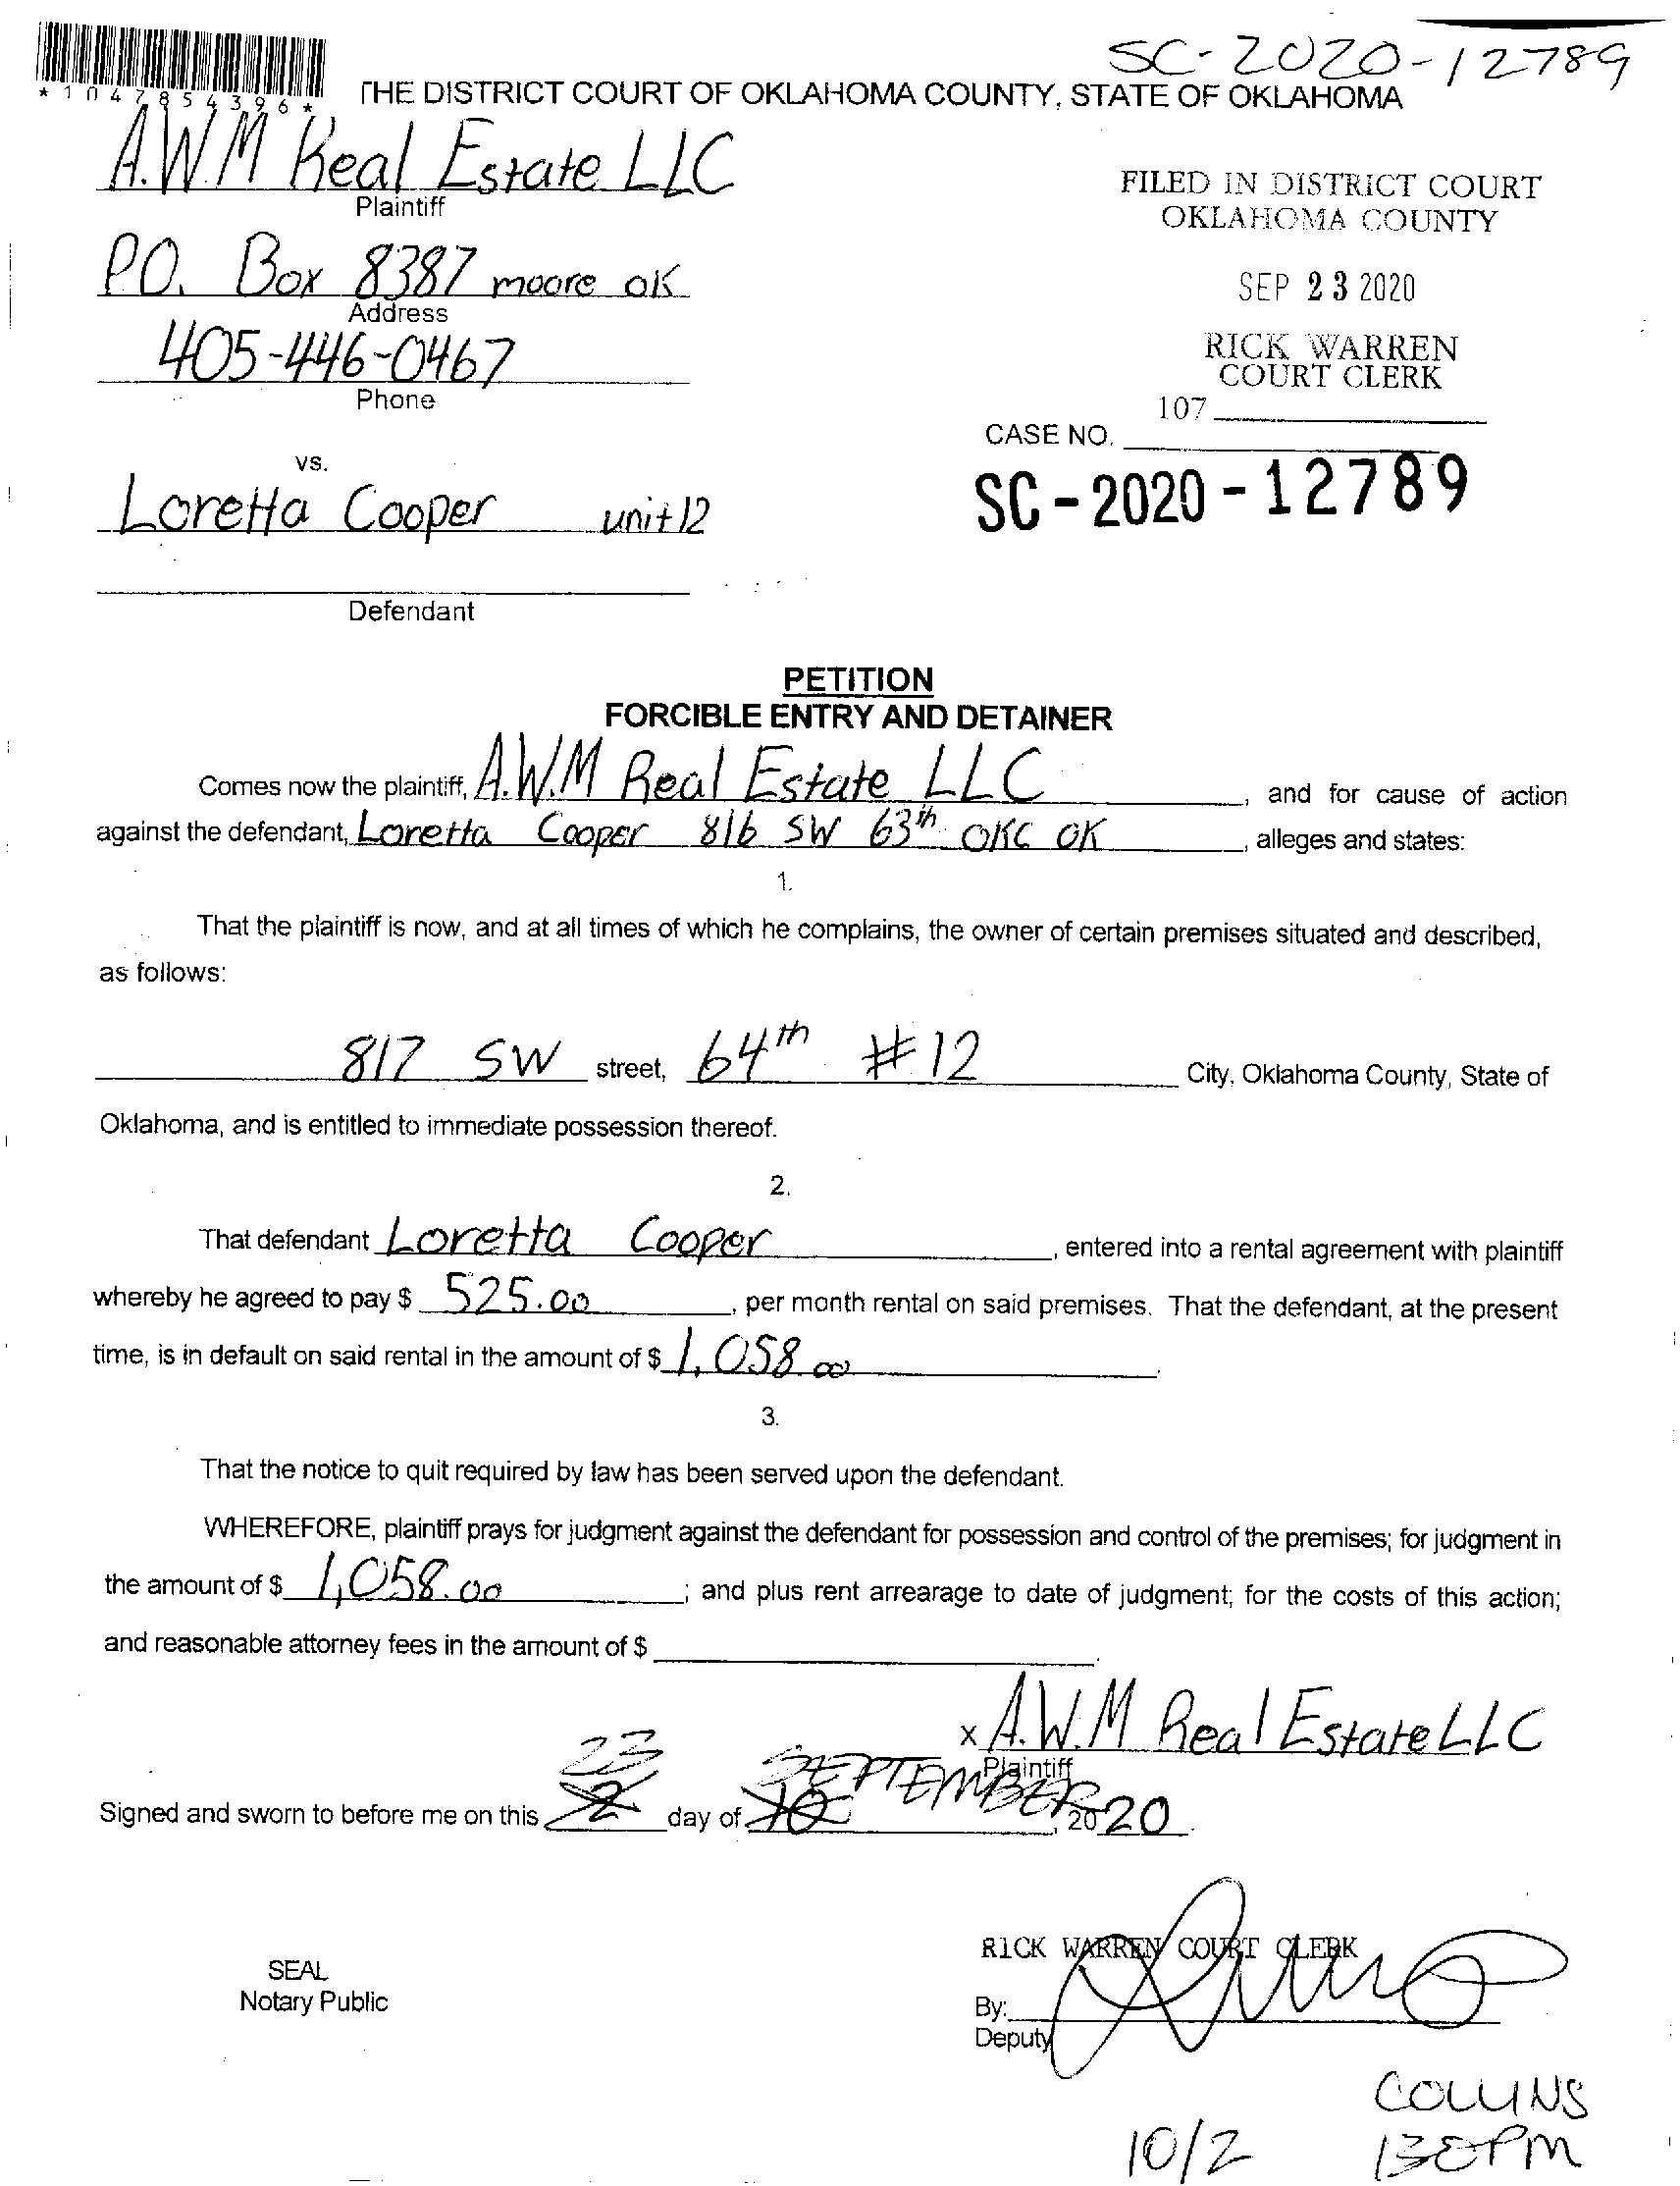 SC-2020-12789
*1047854396*
THE DISTRICT COURT OF OKLAHOMA COUNTY, STATE OF OKLAHOMA
A.W.M Real Estate LLC
Plaintiff
FILED IN DISTRICT COURT
OKLAHOMA COUNTY
P.O. Box 8387 moore OK
Address
SEP 23 2020
405-446-0467
Phone
RICK WARREN
COURT CLERK
107
CASE NO.
SC-2020-12789
vs.
Loretta Cooper unit 12
Defendant
PETITION
FORCIBLE ENTRY AND DETAINER
Comes now the plaintiff, A.W.M Real Estate LLC, and for cause of action
against the defendant, Loretta Cooper 816 SW 63th OKC OK, alleges and states:
1.
That the plaintiff is now, and at all times of which he complains, the owner of certain premises situated and described,
as follows:
817 SW street, 64th #12 City, Oklahoma County, State of
Oklahoma, and is entitled to immediate possession thereof.
2.
That defendant Loretta Cooper, entered into a rental agreement with plaintiff
whereby he agreed to pay $ 525.00, per month rental on said premises. That the defendant, at the present
time, is in default on said rental in the amount of $ 1,058.00.
3.
That the notice to quit required by law has been served upon the defendant.
WHEREFORE, plaintiff prays for judgment against the defendant for possession and control of the premises; for judgment in
the amount of $ 1,058.00; and plus rent arrearage to date of judgment; for the costs of this action;
and reasonable attorney fees in the amount of $ .
x A.W.M Real Estate LLC
Plaintiff
Signed and sworn to before me on this 23 day of SEPTEMBER, 2020.
RICK WARREN COURT CLERK
SEAL
Notary Public
By:
Deputy
COLLINS
10/2 130PM